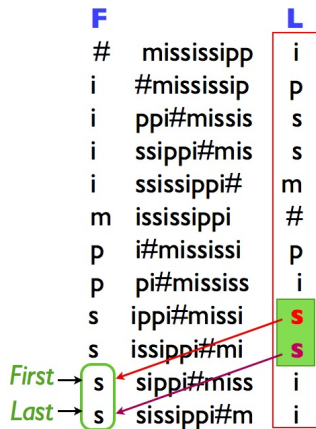 F L
# mississipp i
i #mississip p
i ppi#missis s
i ssippi#mis s
i ssissippi# m
m ississippi #
p i#mississi p
p pi#mississ i
s ippi#missi s
s issippi#mi s
First s sippi#miss i
Last s sissippi#m i